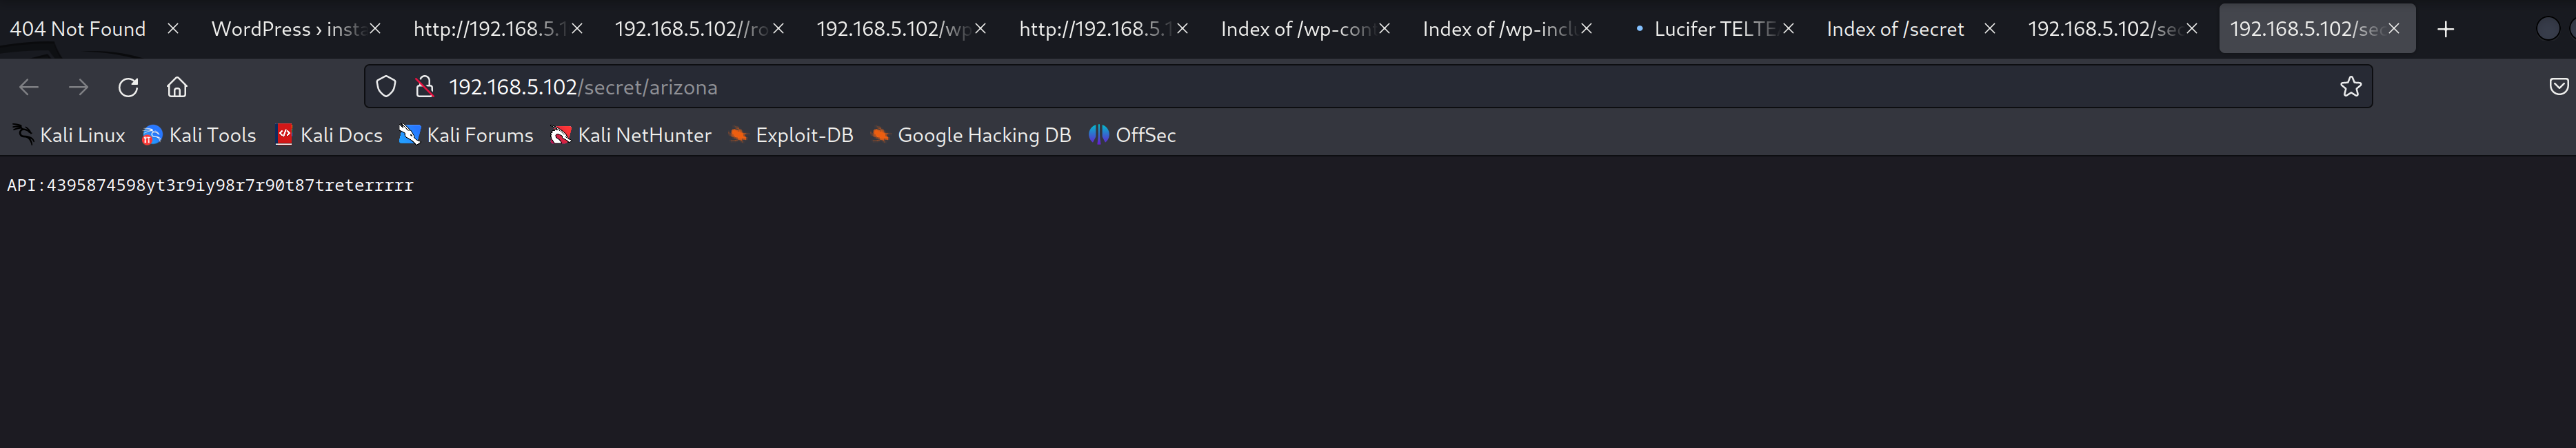 404 Not Found
WordPress › insta
http://192.168.5.1
192.168.5.102//ro
192.168.5.102/wp
http://192.168.5.1
Index of /wp-con
Index of /wp-incl
Lucifer TELTE
Index of /secret
192.168.5.102/sec
192.168.5.102/sec
192.168.5.102/secret/arizona
Kali Linux
Kali Tools
Kali Docs
Kali Forums
Kali NetHunter
Exploit-DB
Google Hacking DB
OffSec
API:4395874598yt3r9iy98r7r90t87treterrrrr